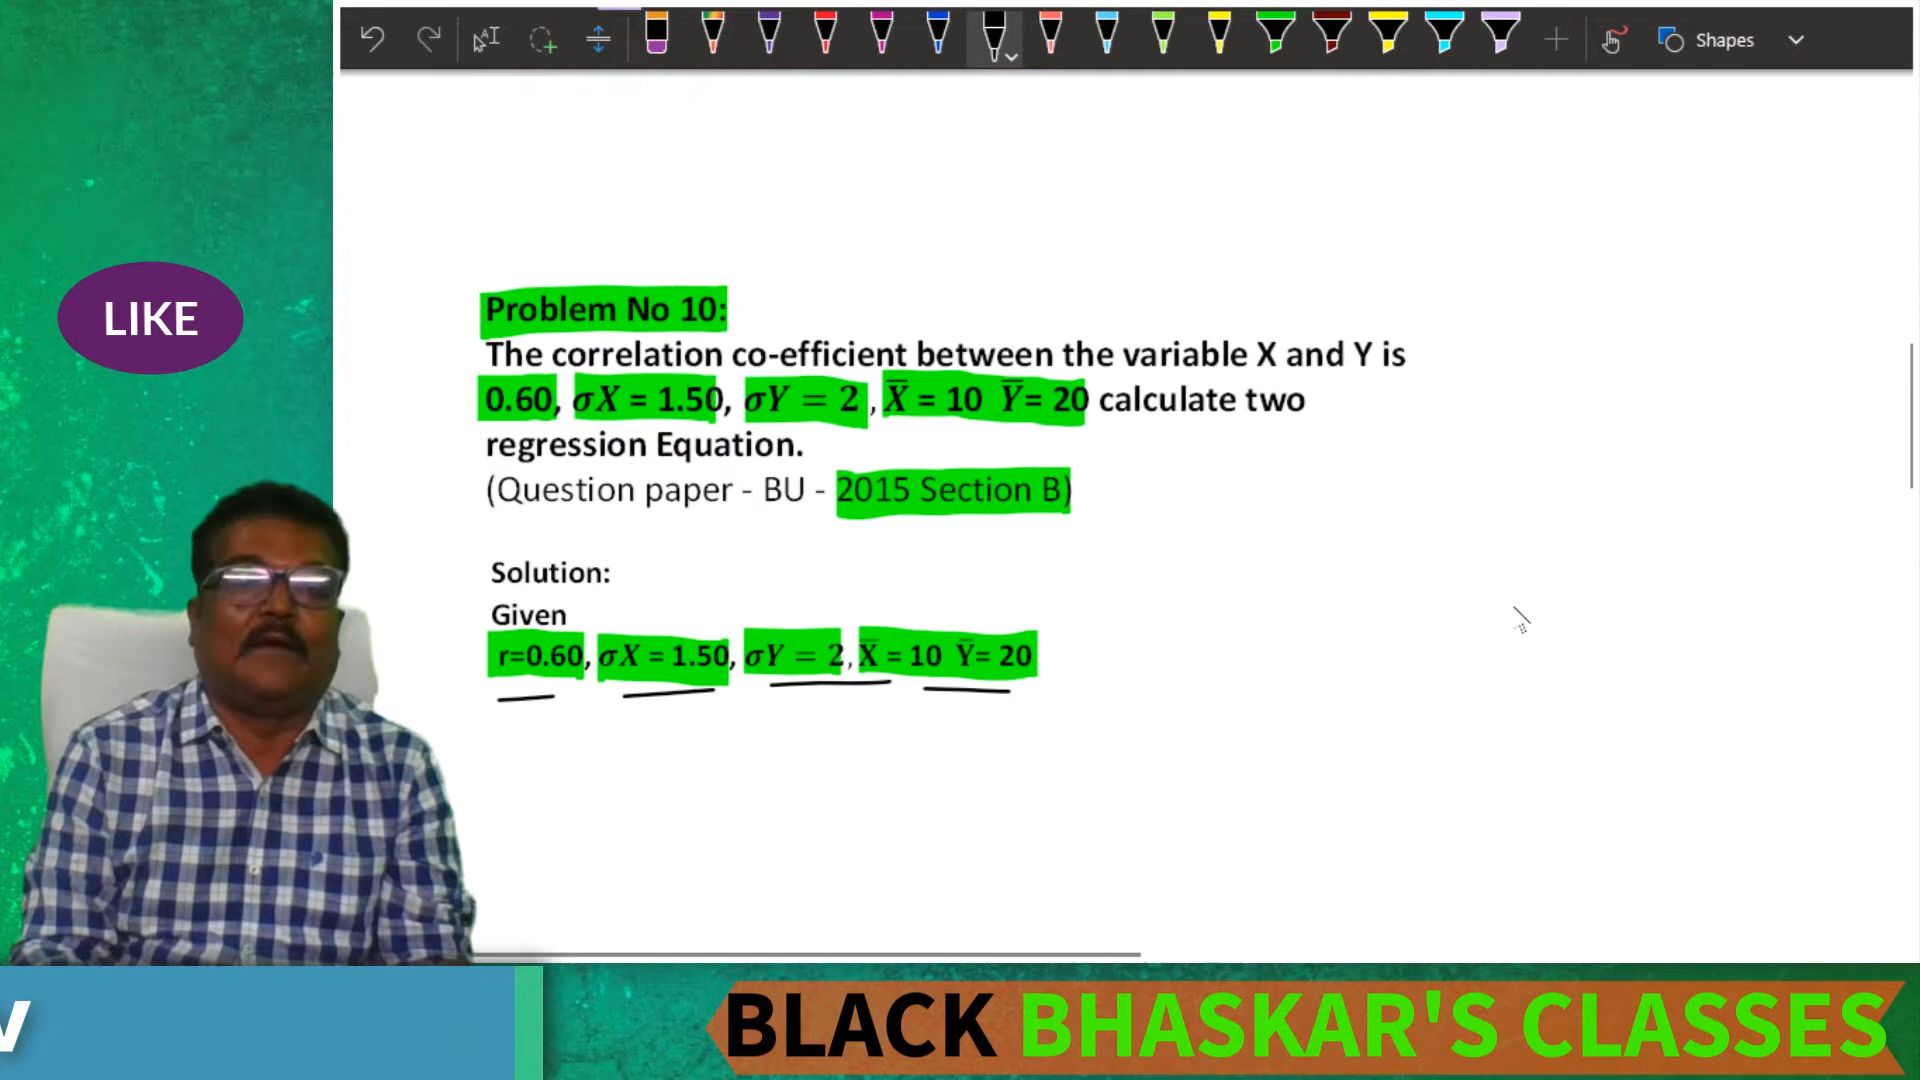 Shapes
LIKE
Problem No 10:
The correlation co-efficient between the variable X and Y is
0.60, σX = 1.50, σY = 2 , X̅ = 10 Y̅= 20 calculate two
regression Equation.
(Question paper - BU - 2015 Section B)
Solution:
Given
r=0.60, σX = 1.50, σY = 2, X̅ = 10 Y̅= 20
BLACK BHASKAR'S CLASSES